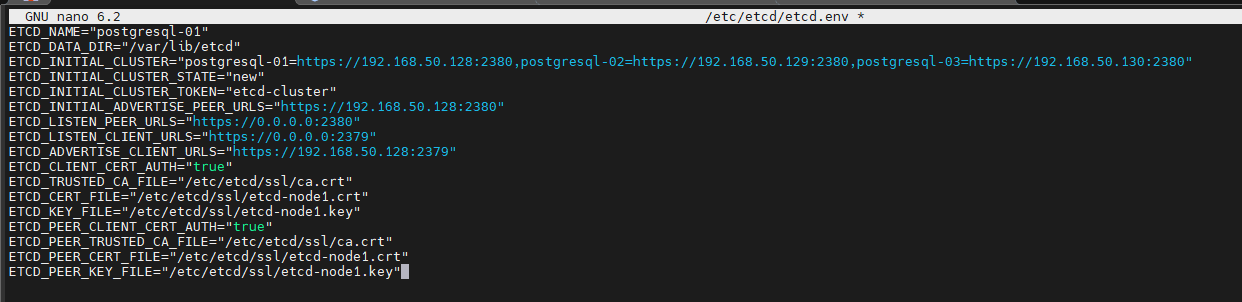 GNU nano 6.2 /etc/etcd/etcd.env *
ETCD_NAME="postgresql-01"
ETCD_DATA_DIR="/var/lib/etcd"
ETCD_INITIAL_CLUSTER="postgresql-01=https://192.168.50.128:2380,postgresql-02=https://192.168.50.129:2380,postgresql-03=https://192.168.50.130:2380"
ETCD_INITIAL_CLUSTER_STATE="new"
ETCD_INITIAL_CLUSTER_TOKEN="etcd-cluster"
ETCD_INITIAL_ADVERTISE_PEER_URLS="https://192.168.50.128:2380"
ETCD_LISTEN_PEER_URLS="https://0.0.0.0:2380"
ETCD_LISTEN_CLIENT_URLS="https://0.0.0.0:2379"
ETCD_ADVERTISE_CLIENT_URLS="https://192.168.50.128:2379"
ETCD_CLIENT_CERT_AUTH="true"
ETCD_TRUSTED_CA_FILE="/etc/etcd/ssl/ca.crt"
ETCD_CERT_FILE="/etc/etcd/ssl/etcd-node1.crt"
ETCD_KEY_FILE="/etc/etcd/ssl/etcd-node1.key"
ETCD_PEER_CLIENT_CERT_AUTH="true"
ETCD_PEER_TRUSTED_CA_FILE="/etc/etcd/ssl/ca.crt"
ETCD_PEER_CERT_FILE="/etc/etcd/ssl/etcd-node1.crt"
ETCD_PEER_KEY_FILE="/etc/etcd/ssl/etcd-node1.key"